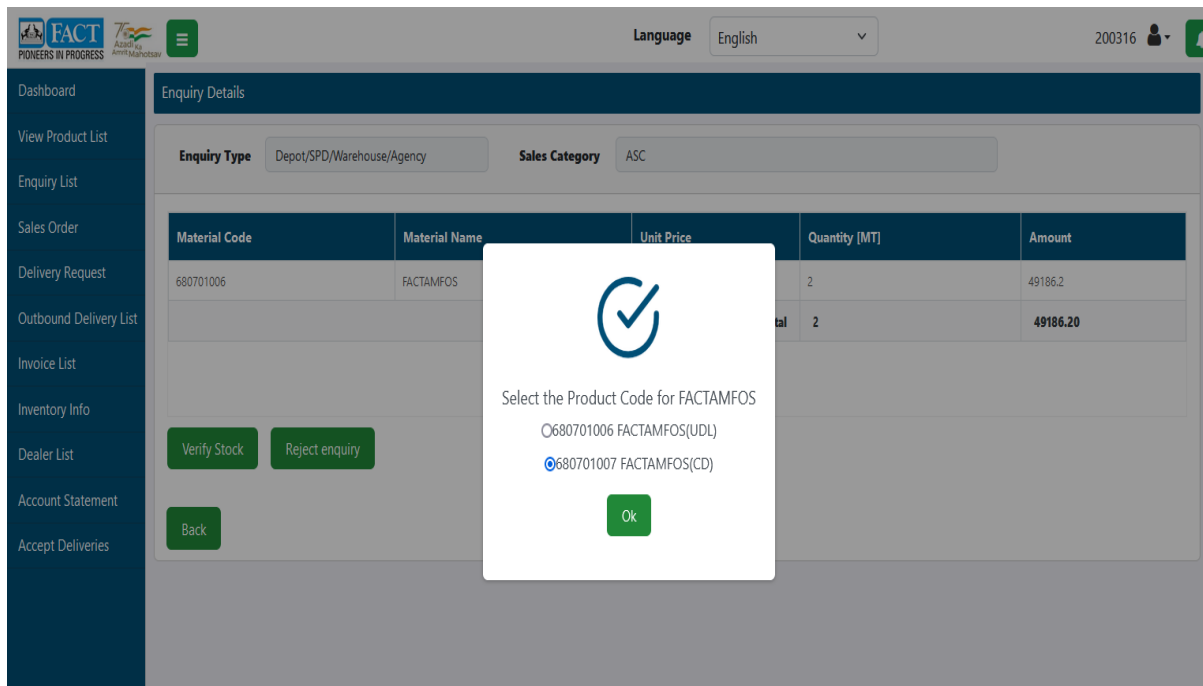 FACT
PIONEERS IN PROGRESS
Azadi Ka
Amrit Mahotsav
Language English
200316
Dashboard
View Product List
Enquiry List
Sales Order
Delivery Request
Outbound Delivery List
Invoice List
Inventory Info
Dealer List
Account Statement
Accept Deliveries
Enquiry Details
Enquiry Type Depot/SPD/Warehouse/Agency Sales Category ASC
Material Code Material Name Unit Price Quantity [MT] Amount
680701006 FACTAMFOS 2 49186.2
tal 2 49186.20
Verify Stock Reject enquiry
Back
Select the Product Code for FACTAMFOS
680701006 FACTAMFOS(UDL)
680701007 FACTAMFOS(CD)
Ok